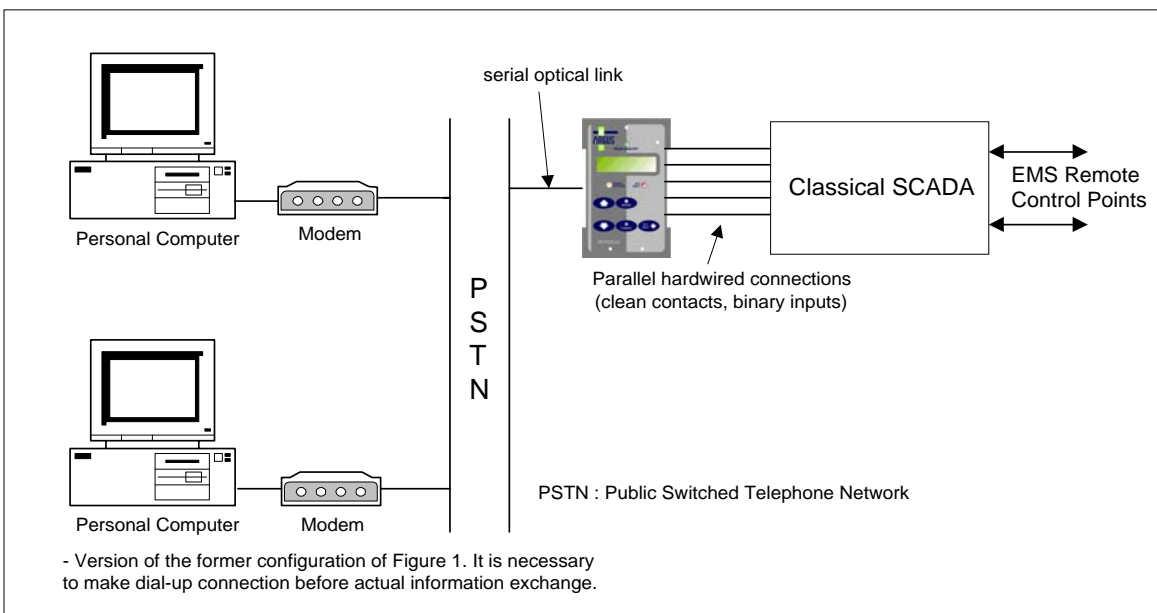 serial optical link
ARGUS
Classical SCADA
EMS Remote
Control Points
Personal Computer
Modem
Parallel hardwired connections
(clean contacts, binary inputs)
P
S
T
N
PSTN : Public Switched Telephone Network
Personal Computer
Modem
- Version of the former configuration of Figure 1. It is necessary
to make dial-up connection before actual information exchange.